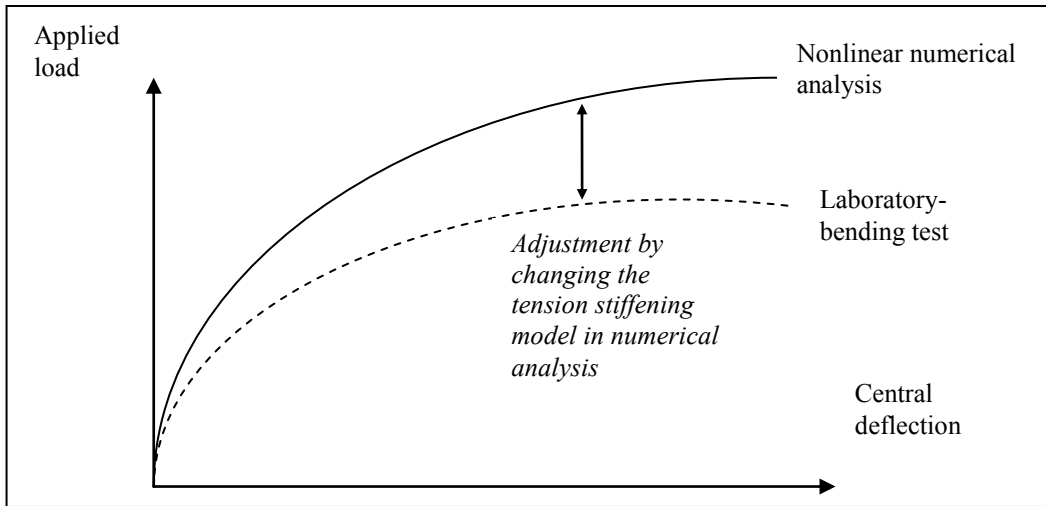 Applied
load
Nonlinear numerical
analysis
Laboratory-
bending test
Adjustment by
changing the
tension stiffening
model in numerical
analysis
Central
deflection